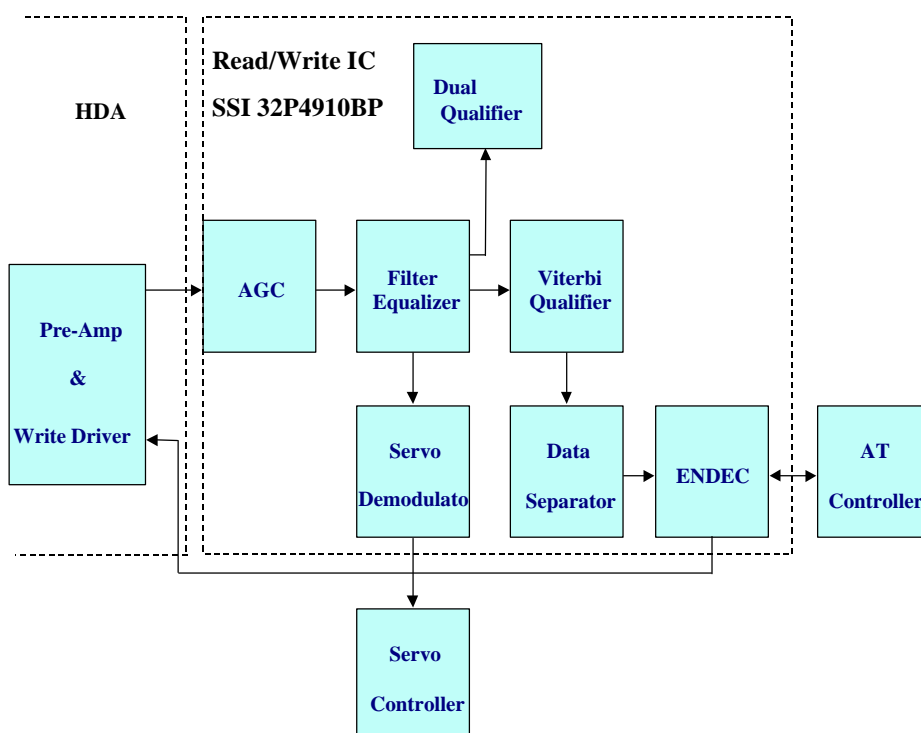 Read/Write IC
SSI 32P4910BP
HDA
Dual
Qualifier
Pre-Amp
&
Write Driver
AGC
Filter
Equalizer
Viterbi
Qualifier
Servo
Demodulato
Data
Separator
ENDEC
AT
Controller
Servo
Controller